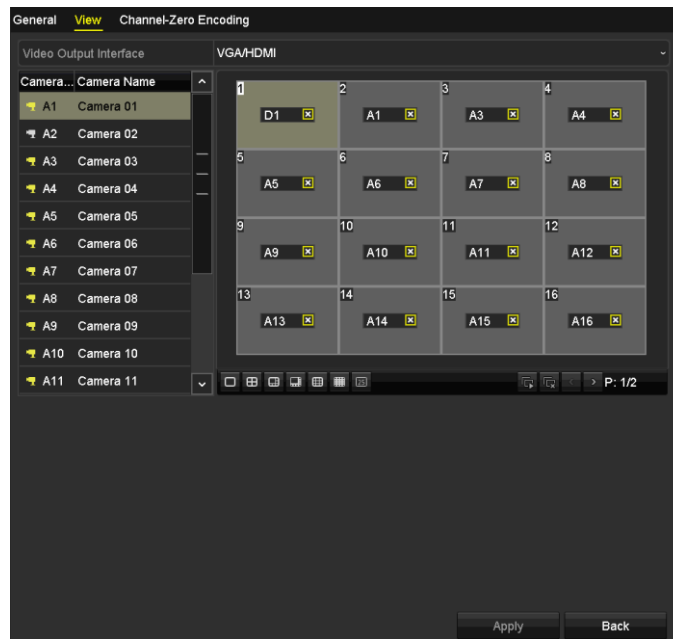 General View Channel-Zero Encoding
Video Output Interface VGA/HDMI
Camera... Camera Name
A1 Camera 01
A2 Camera 02
A3 Camera 03
A4 Camera 04
A5 Camera 05
A6 Camera 06
A7 Camera 07
A8 Camera 08
A9 Camera 09
A10 Camera 10
A11 Camera 11
1 2 3 4
D1 A1 A3 A4
5 6 7 8
A5 A6 A7 A8
9 10 11 12
A9 A10 A11 A12
13 14 15 16
A13 A14 A15 A16
P: 1/2
Apply Back